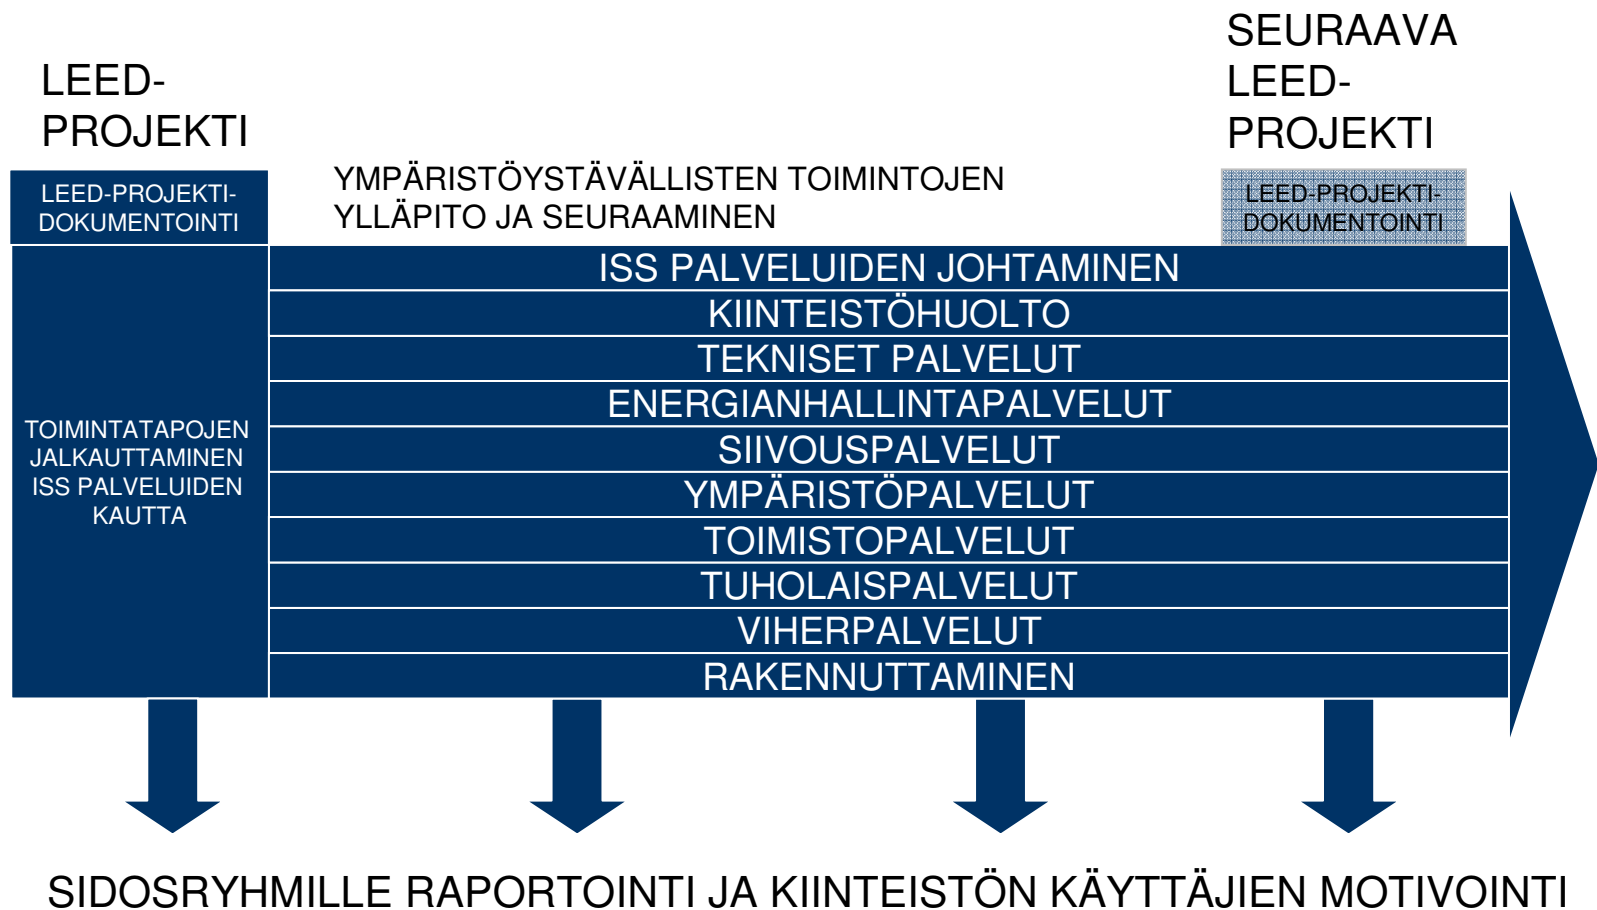 LEED-
PROJEKTI
SEURAAVA
LEED-
PROJEKTI
LEED-PROJEKTI-
DOKUMENTOINTI
YMPÄRISTÖYSTÄVÄLLISTEN TOIMINTOJEN
YLLÄPITO JA SEURAAMINEN
LEED-PROJEKTI-
DOKUMENTOINTI
TOIMINTATAPOJEN
JALKAUTTAMINEN
ISS PALVELUIDEN
KAUTTA
ISS PALVELUIDEN JOHTAMINEN
KIINTEISTÖHUOLTO
TEKNISET PALVELUT
ENERGIANHALLINTAPALVELUT
SIIVOUSPALVELUT
YMPÄRISTÖPALVELUT
TOIMISTOPALVELUT
TUHOLAISPALVELUT
VIHERPALVELUT
RAKENNUTTAMINEN
SIDOSRYHMILLE RAPORTOINTI JA KIINTEISTÖN KÄYTTÄJIEN MOTIVOINTI